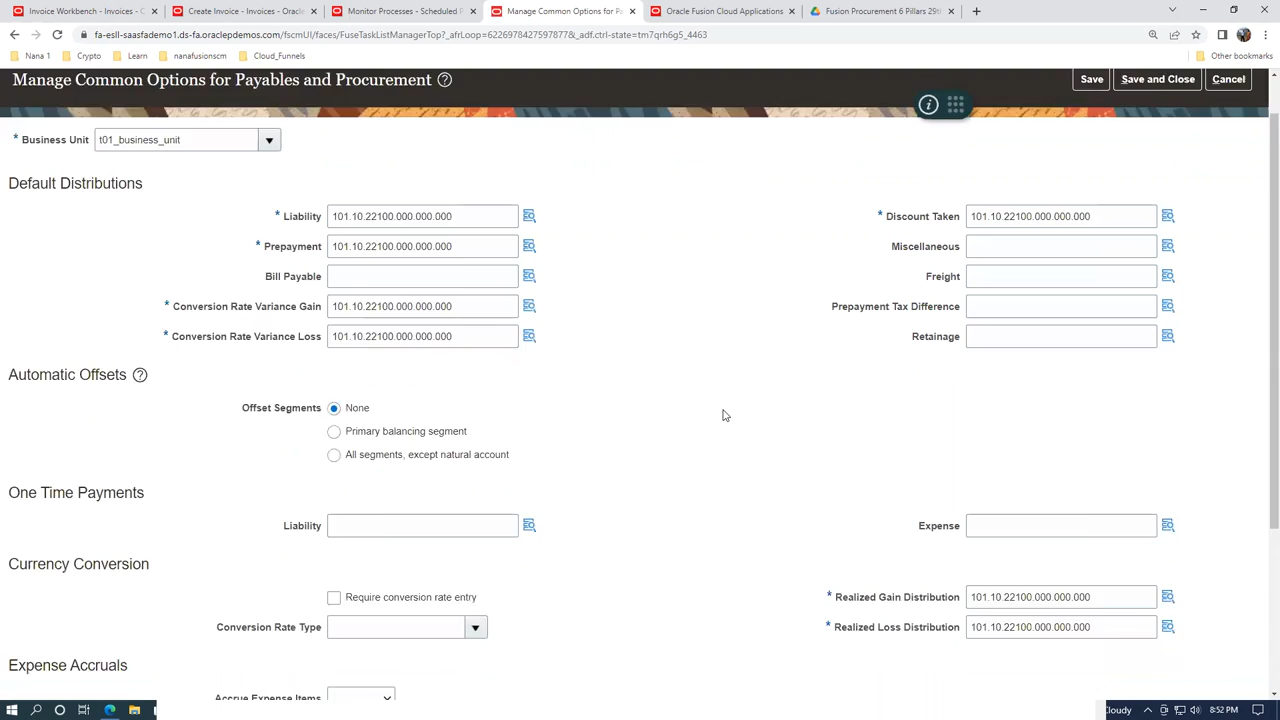 Invoice Workbench - Invoices - O
Create Invoice - Invoices - Oracle
Monitor Processes - Scheduled P
Manage Common Options for Pa
Oracle Fusion Cloud Applications
Fusion Procurement 6 Pillars 29t
fa-esll-saasfademo1.ds-fa.oraclepdemos.com/fscmUI/faces/FuseTaskListManagerTop?_afrLoop=62269784275978778&_adf.ctrl-state=tm7qrh6g5_4463
Nana 1 Crypto Learn nanafusionscm Cloud_Funnels Other bookmarks
Manage Common Options for Payables and Procurement ?
Save Save and Close Cancel
* Business Unit t01_business_unit
Default Distributions
* Liability 101.10.22100.000.000.000 * Discount Taken 101.10.22100.000.000.000
* Prepayment 101.10.22100.000.000.000 Miscellaneous
Bill Payable Freight
* Conversion Rate Variance Gain 101.10.22100.000.000.000 Prepayment Tax Difference
* Conversion Rate Variance Loss 101.10.22100.000.000.000 Retainage
Automatic Offsets ?
Offset Segments None
Primary balancing segment
All segments, except natural account
One Time Payments
Liability Expense
Currency Conversion
Require conversion rate entry * Realized Gain Distribution 101.10.22100.000.000.000
Conversion Rate Type * Realized Loss Distribution 101.10.22100.000.000.000
Expense Accruals
Accrue Expense Items
Cloudy 8:52 PM